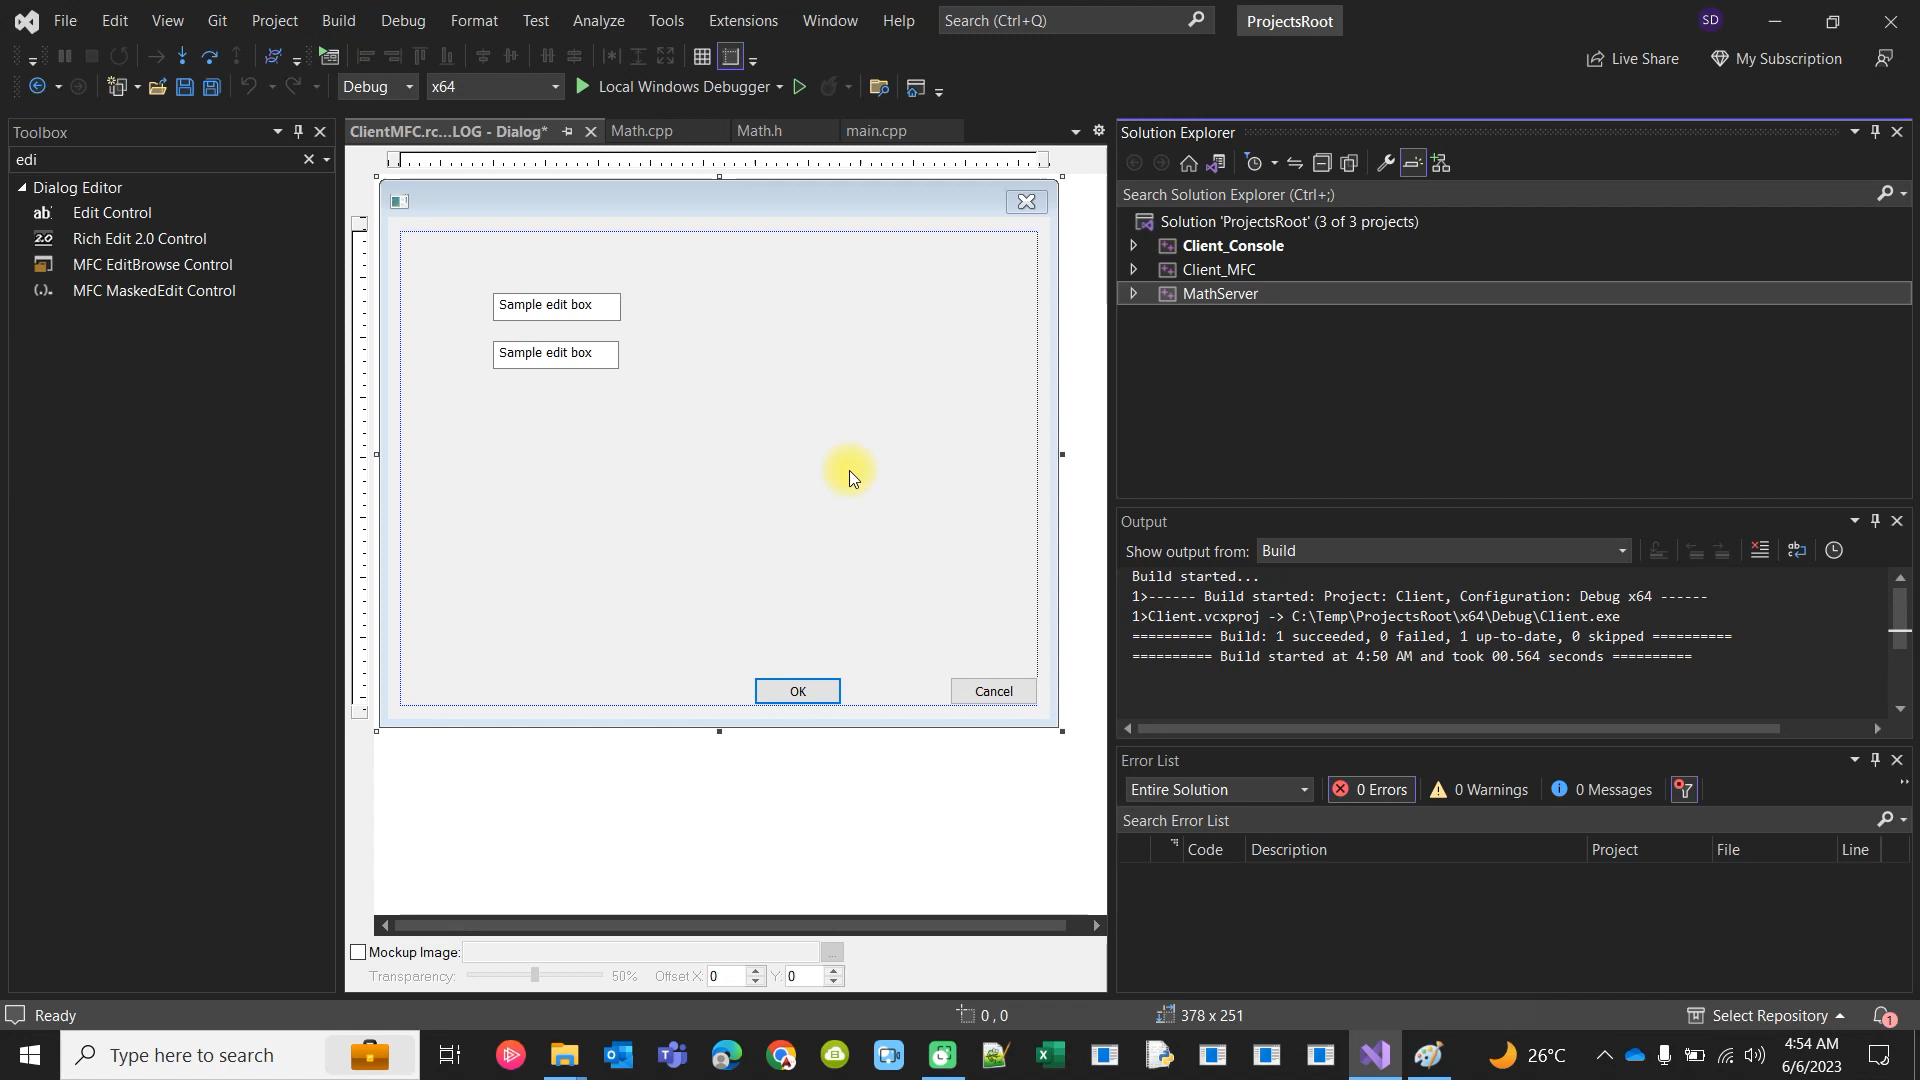 File Edit View Git Project Build Debug Format Test Analyze Tools Extensions Window Help Search (Ctrl+Q) ProjectsRoot SD
Live Share My Subscription
Debug x64 Local Windows Debugger
Toolbox
edi
Dialog Editor
ab Edit Control
2.0 Rich Edit 2.0 Control
MFC EditBrowse Control
(.). MFC MaskedEdit Control
ClientMFC.rc...LOG - Dialog* Math.cpp Math.h main.cpp
Sample edit box
Sample edit box
OK Cancel
Mockup Image: ...
Transparency: 50% Offset X: 0 Y: 0
Solution Explorer
Search Solution Explorer (Ctrl+;)
Solution 'ProjectsRoot' (3 of 3 projects)
Client_Console
Client_MFC
MathServer
Output
Show output from: Build
Build started...
1>------ Build started: Project: Client, Configuration: Debug x64 ------
1>Client.vcxproj -> C:\Temp\ProjectsRoot\x64\Debug\Client.exe
========== Build: 1 succeeded, 0 failed, 1 up-to-date, 0 skipped ==========
========== Build started at 4:50 AM and took 00.564 seconds ==========
Error List
Entire Solution 0 Errors 0 Warnings 0 Messages
Search Error List
Code Description Project File Line
Ready 0 , 0 378 x 251 Select Repository 1
Type here to search 26°C 4:54 AM
6/6/2023